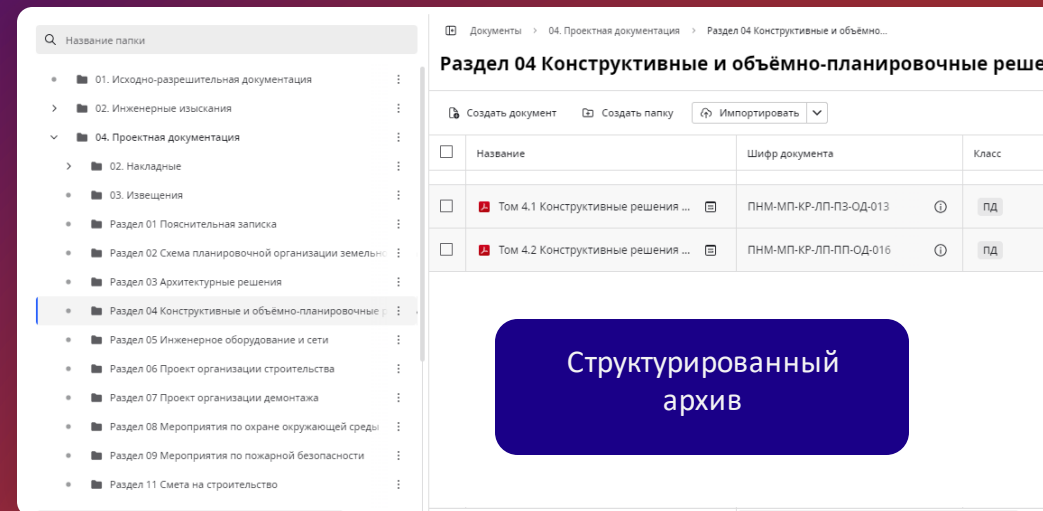 Название папки
01. Исходно-разрешительная документация
02. Инженерные изыскания
04. Проектная документация
02. Накладные
03. Извещения
Раздел 01 Пояснительная записка
Раздел 02 Схема планировочной организации земельн
Раздел 03 Архитектурные решения
Раздел 04 Конструктивные и объёмно-планировочные р
Раздел 05 Инженерное оборудование и сети
Раздел 06 Проект организации строительства
Раздел 07 Проект организации демонтажа
Раздел 08 Мероприятия по охране окружающей среды
Раздел 09 Мероприятия по пожарной безопасности
Раздел 11 Смета на строительство
Документы > 04. Проектная документация > Раздел 04 Конструктивные и объёмно...
Раздел 04 Конструктивные и объёмно-планировочные реше
Создать документ Создать папку Импортировать
Название Шифр документа Класс
Том 4.1 Конструктивные решения ... ПНМ-МП-КР-ЛП-ПЗ-ОД-013 ПД
Том 4.2 Конструктивные решения ... ПНМ-МП-КР-ЛП-ПП-ОД-016 ПД
Структурированный
архив